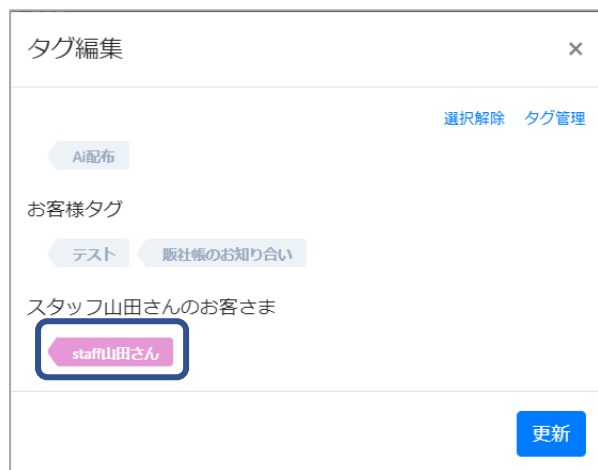 タグ編集 ×
選択解除 タグ管理
Ai配布
お客様タグ
テスト 販社帳のお知り合い
スタッフ山田さんのお客さま
staff山田さん
更新